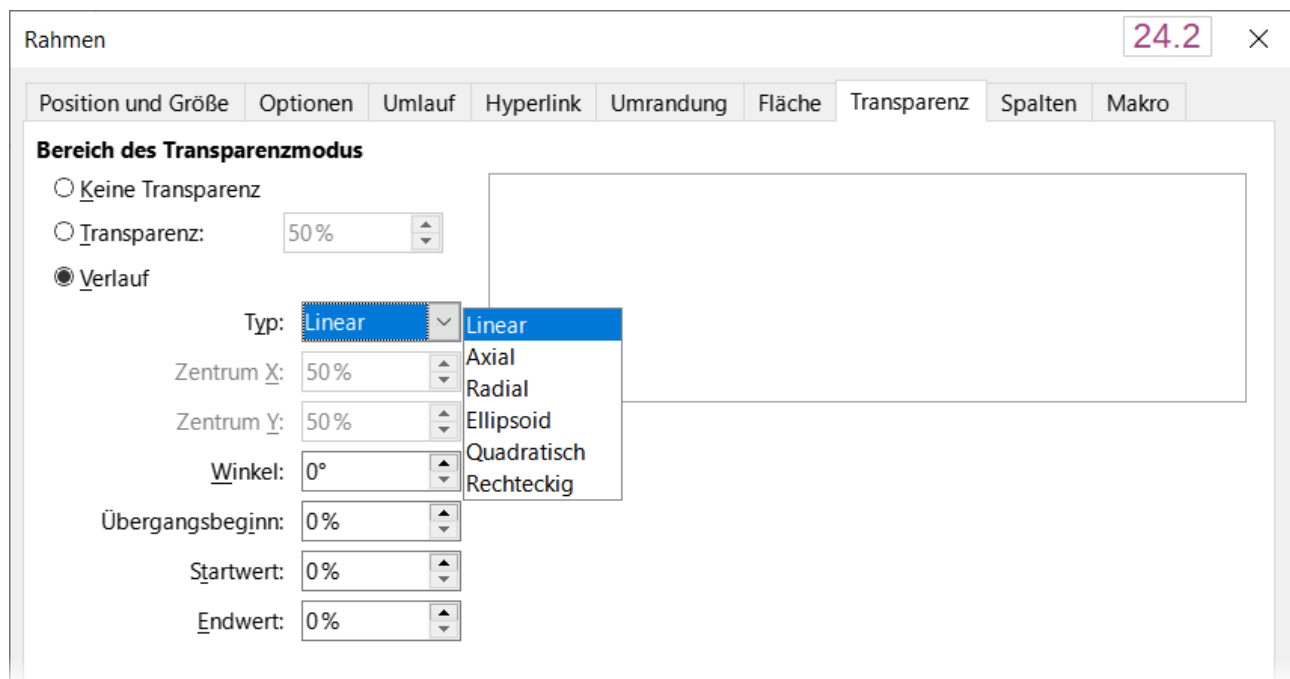 Rahmen 24.2
Position und Größe Optionen Umlauf Hyperlink Umrandung Fläche Transparenz Spalten Makro
Bereich des Transparenzmodus
Keine Transparenz
Transparenz: 50 %
Verlauf
Typ: Linear
Linear
Axial
Radial
Ellipsoid
Quadratisch
Rechteckig
Zentrum X: 50 %
Zentrum Y: 50 %
Winkel: 0°
Übergangsbeginn: 0 %
Startwert: 0 %
Endwert: 0 %